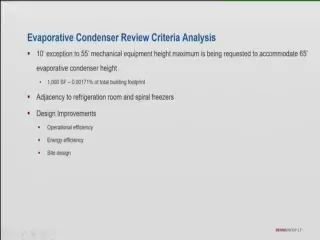 Evaporative Condenser Review Criteria Analysis
10' exception to 55' mechanical equipment height maximum is being requested to accommodate 65'
evaporative condenser height
1,000 SF – 0.00171% of total building footprint
Adjacency to refrigeration room and spiral freezers
Design Improvements
Operational efficiency
Energy efficiency
Site design